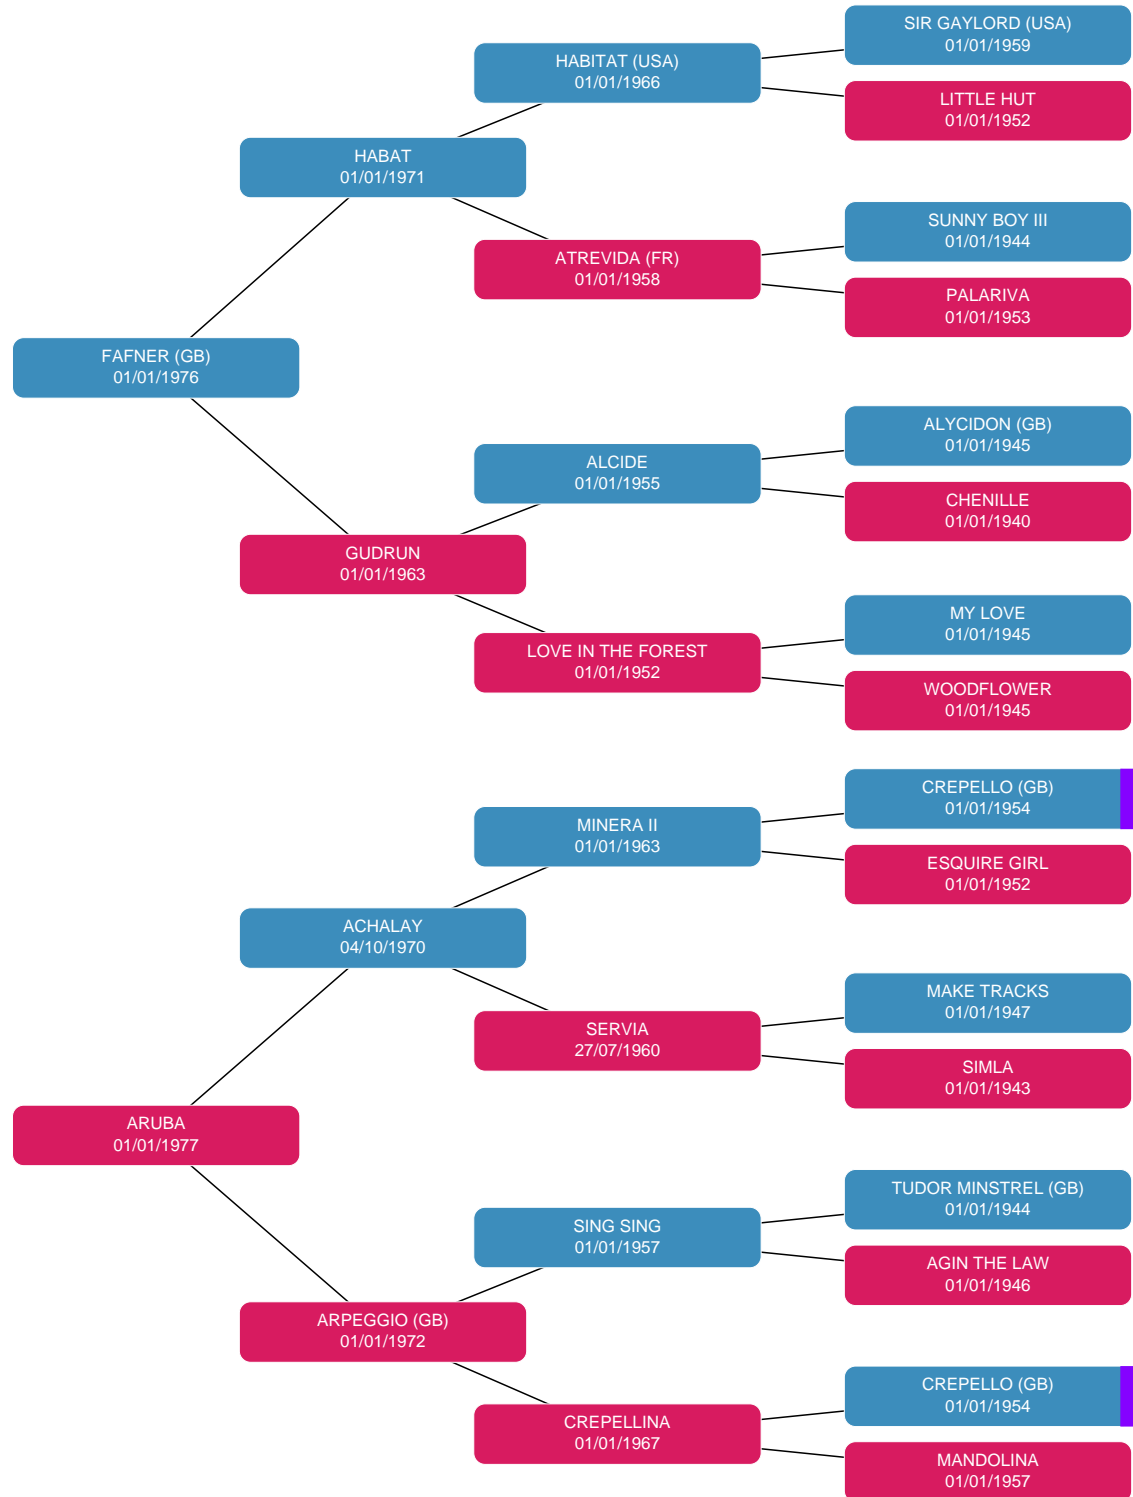 SIR GAYLORD (USA)
01/01/1959
HABITAT (USA)
01/01/1966
LITTLE HUT
01/01/1952
HABAT
01/01/1971
SUNNY BOY III
01/01/1944
ATREVIDA (FR)
01/01/1958
PALARIVA
01/01/1953
FAFNER (GB)
01/01/1976
ALYCIDON (GB)
01/01/1945
ALCIDE
01/01/1955
CHENILLE
01/01/1940
GUDRUN
01/01/1963
MY LOVE
01/01/1945
LOVE IN THE FOREST
01/01/1952
WOODFLOWER
01/01/1945
CREPELLO (GB)
01/01/1954
MINERA II
01/01/1963
ESQUIRE GIRL
01/01/1952
ACHALAY
04/10/1970
MAKE TRACKS
01/01/1947
SERVIA
27/07/1960
SIMLA
01/01/1943
ARUBA
01/01/1977
TUDOR MINSTREL (GB)
01/01/1944
SING SING
01/01/1957
AGIN THE LAW
01/01/1946
ARPEGGIO (GB)
01/01/1972
CREPELLO (GB)
01/01/1954
CREPELLINA
01/01/1967
MANDOLINA
01/01/1957